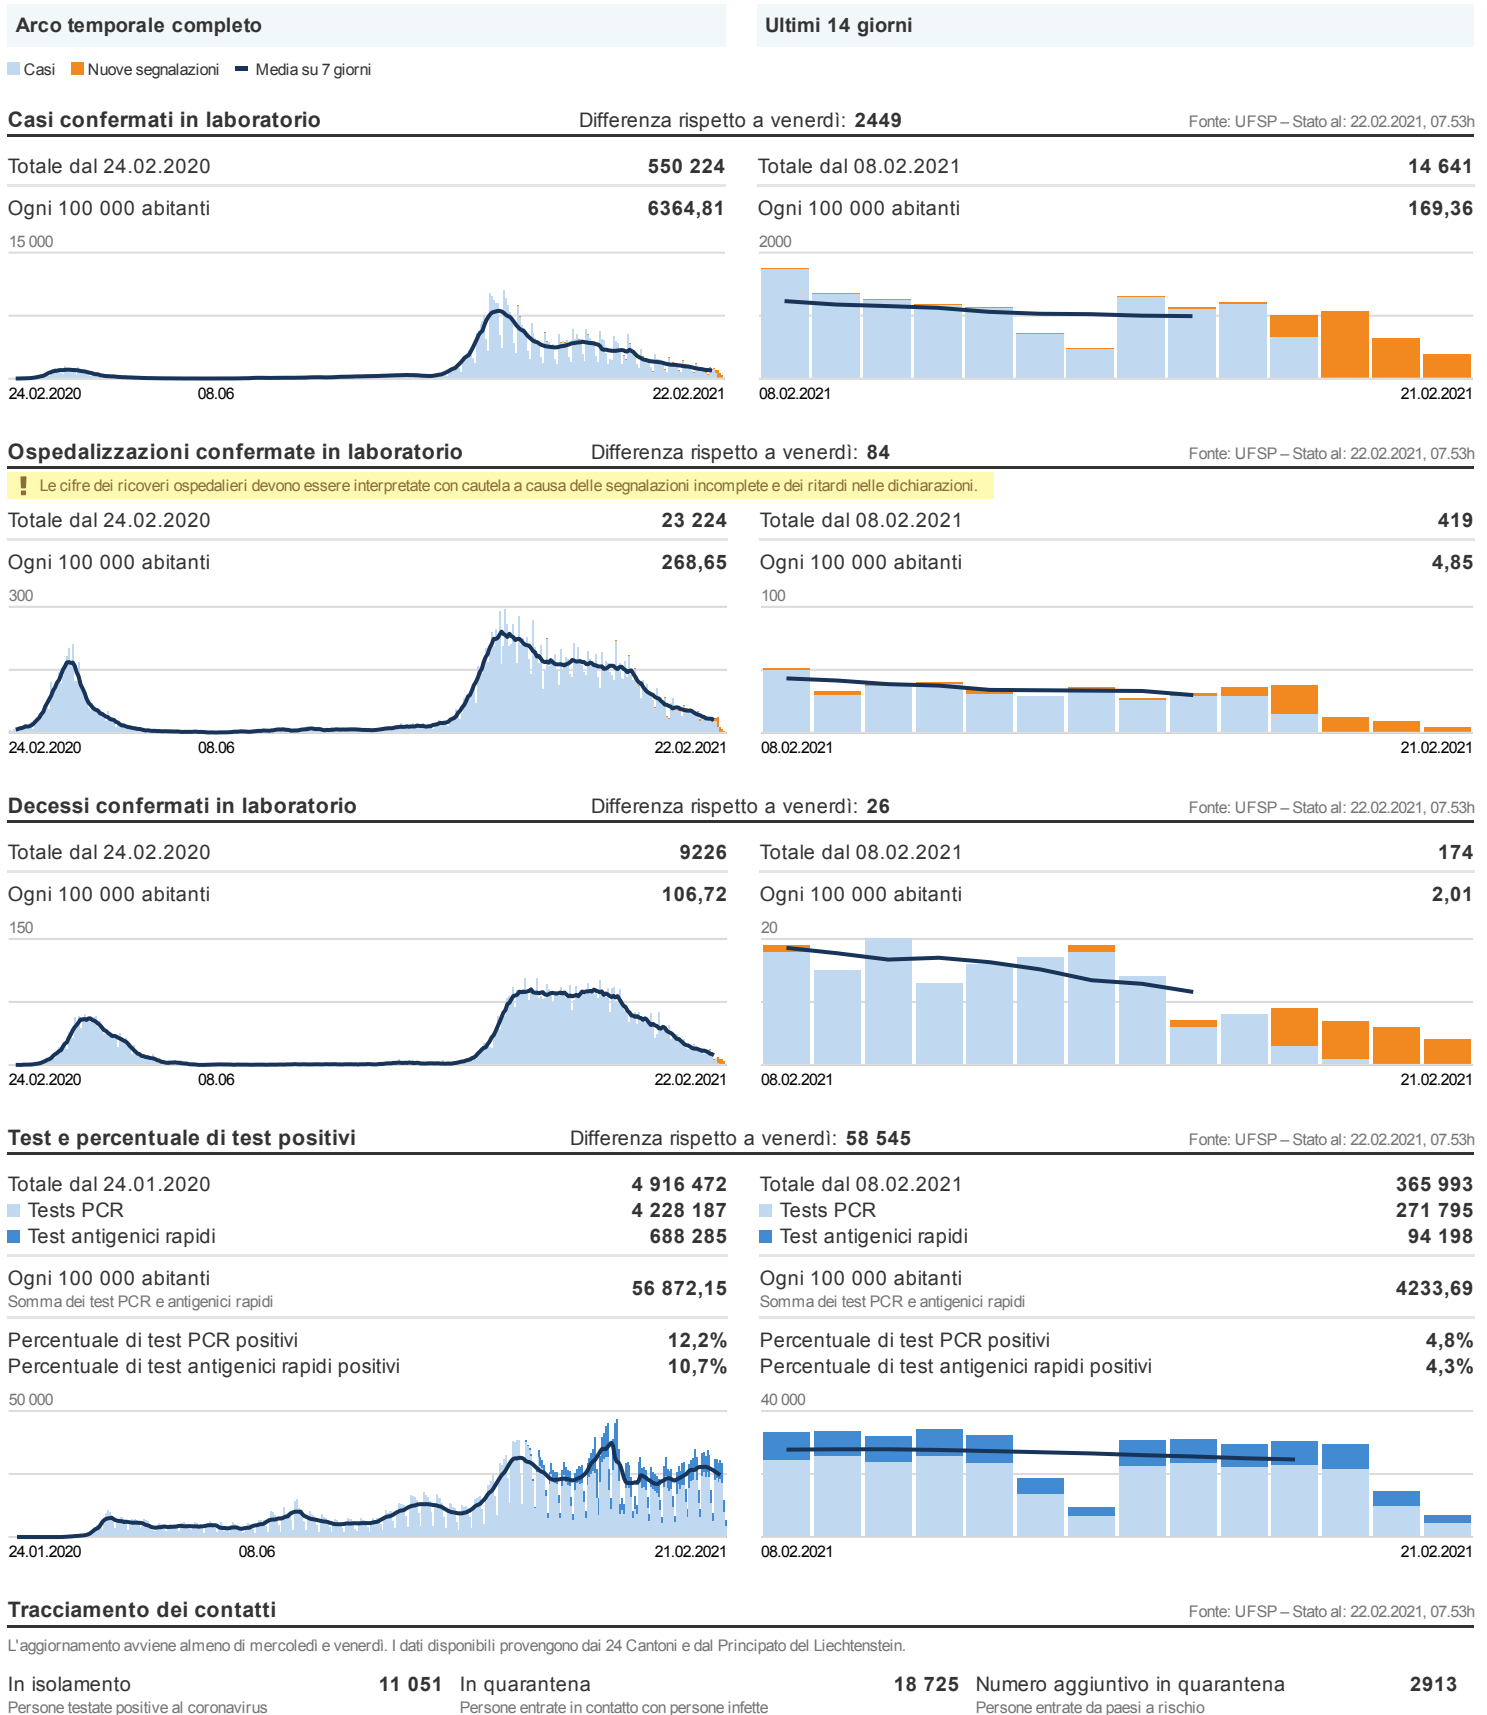 Arco temporale completo
Ultimi 14 giorni
Casi Nuove segnalazioni Media su 7 giorni
Casi confermati in laboratorio Differenza rispetto a venerdì: 2449 Fonte: UFSP – Stato al: 22.02.2021, 07.53h
Totale dal 24.02.2020 550 224
Ogni 100 000 abitanti 6364,81
15 000
24.02.2020 08.06 22.02.2021
Totale dal 08.02.2021 14 641
Ogni 100 000 abitanti 169,36
2000
08.02.2021 21.02.2021
Ospedalizzazioni confermate in laboratorio Differenza rispetto a venerdì: 84 Fonte: UFSP – Stato al: 22.02.2021, 07.53h
! Le cifre dei ricoveri ospedalieri devono essere interpretate con cautela a causa delle segnalazioni incomplete e dei ritardi nelle dichiarazioni.
Totale dal 24.02.2020 23 224
Ogni 100 000 abitanti 268,65
300
24.02.2020 08.06 22.02.2021
Totale dal 08.02.2021 419
Ogni 100 000 abitanti 4,85
100
08.02.2021 21.02.2021
Decessi confermati in laboratorio Differenza rispetto a venerdì: 26 Fonte: UFSP – Stato al: 22.02.2021, 07.53h
Totale dal 24.02.2020 9226
Ogni 100 000 abitanti 106,72
150
24.02.2020 08.06 22.02.2021
Totale dal 08.02.2021 174
Ogni 100 000 abitanti 2,01
20
08.02.2021 21.02.2021
Test e percentuale di test positivi Differenza rispetto a venerdì: 58 545 Fonte: UFSP – Stato al: 22.02.2021, 07.53h
Totale dal 24.01.2020 4 916 472
Tests PCR 4 228 187
Test antigenici rapidi 688 285
Ogni 100 000 abitanti 56 872,15
Somma dei test PCR e antigenici rapidi
Percentuale di test PCR positivi 12,2%
Percentuale di test antigenici rapidi positivi 10,7%
50 000
24.01.2020 08.06 21.02.2021
Totale dal 08.02.2021 365 993
Tests PCR 271 795
Test antigenici rapidi 94 198
Ogni 100 000 abitanti 4233,69
Somma dei test PCR e antigenici rapidi
Percentuale di test PCR positivi 4,8%
Percentuale di test antigenici rapidi positivi 4,3%
40 000
08.02.2021 21.02.2021
Tracciamento dei contatti Fonte: UFSP – Stato al: 22.02.2021, 07.53h
L'aggiornamento avviene almeno di mercoledì e venerdì. I dati disponibili provengono dai 24 Cantoni e dal Principato del Liechtenstein.
In isolamento 11 051
Persone testate positive al coronavirus
In quarantena 18 725
Persone entrate in contatto con persone infette
Numero aggiuntivo in quarantena 2913
Persone entrate da paesi a rischio